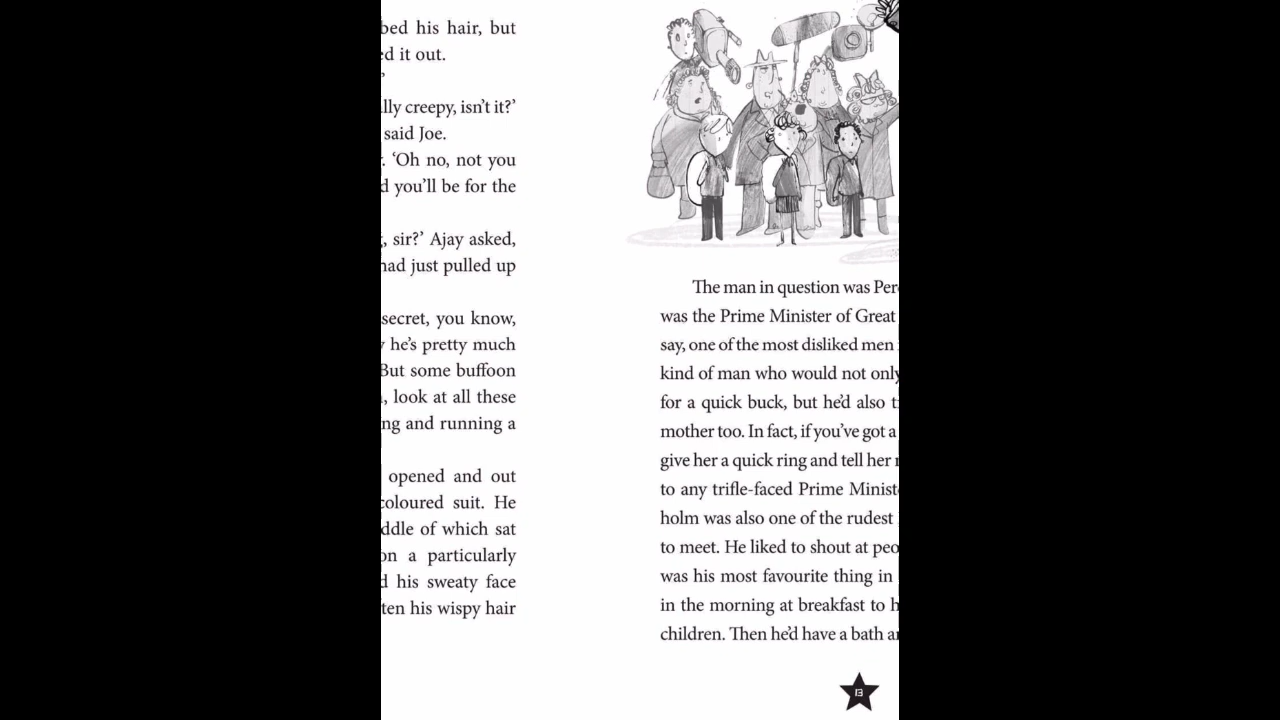 bed his hair, but
ed it out.
’
lly creepy, isn’t it?’
said Joe.
. ‘Oh no, not you
d you’ll be for the
, sir?’ Ajay asked,
had just pulled up
secret, you know,
he’s pretty much
But some buffoon
, look at all these
ng and running a
opened and out
coloured suit. He
ddle of which sat
on a particularly
d his sweaty face
ten his wispy hair
The man in question was Per
was the Prime Minister of Great
say, one of the most disliked men
kind of man who would not only
for a quick buck, but he’d also t
mother too. In fact, if you’ve got a
give her a quick ring and tell her
to any trifle-faced Prime Minist
holm was also one of the rudest
to meet. He liked to shout at peo
was his most favourite thing in
in the morning at breakfast to h
children. Then he’d have a bath a
13